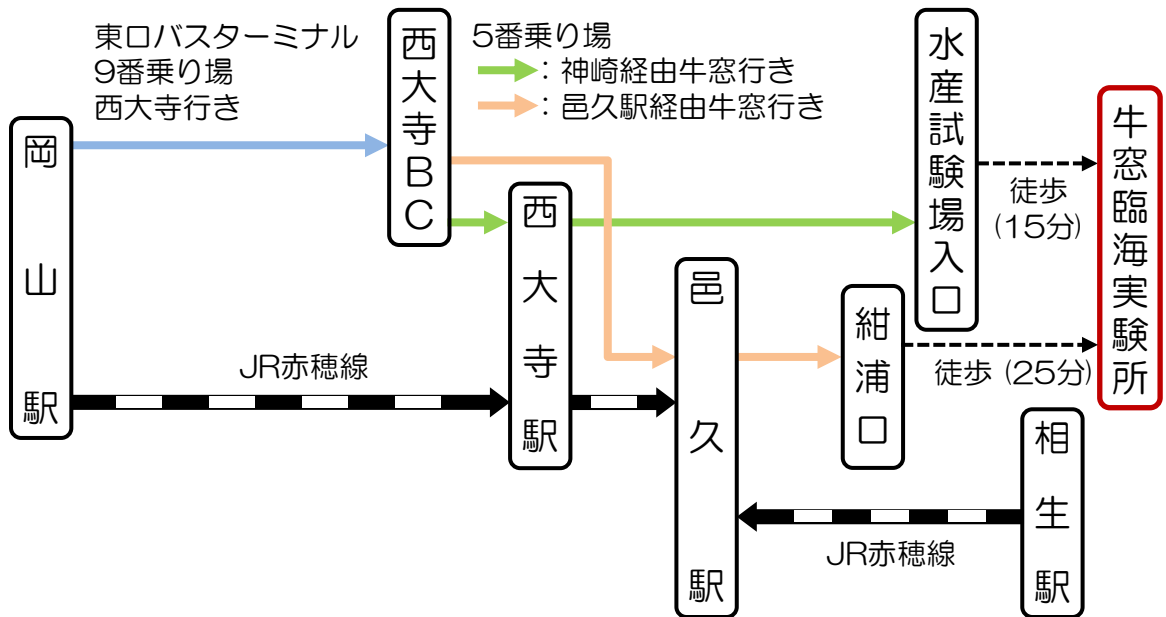 東口バスターミナル
9番乗り場
西大寺行き
岡山駅
西大寺BC
5番乗り場
：神崎経由牛窓行き
：邑久駅経由牛窓行き
西大寺駅
JR赤穂線
邑久駅
紺浦口
水産試験場入口
徒歩
(15分)
徒歩 (25分)
牛窓臨海実験所
相生駅
JR赤穂線